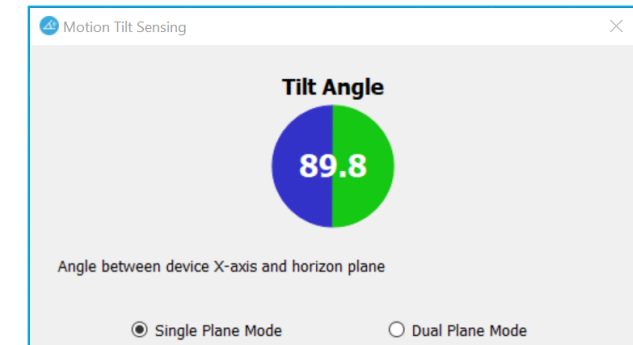 Motion Tilt Sensing
Tilt Angle
89.8
Angle between device X-axis and horizon plane
Single Plane Mode
Dual Plane Mode